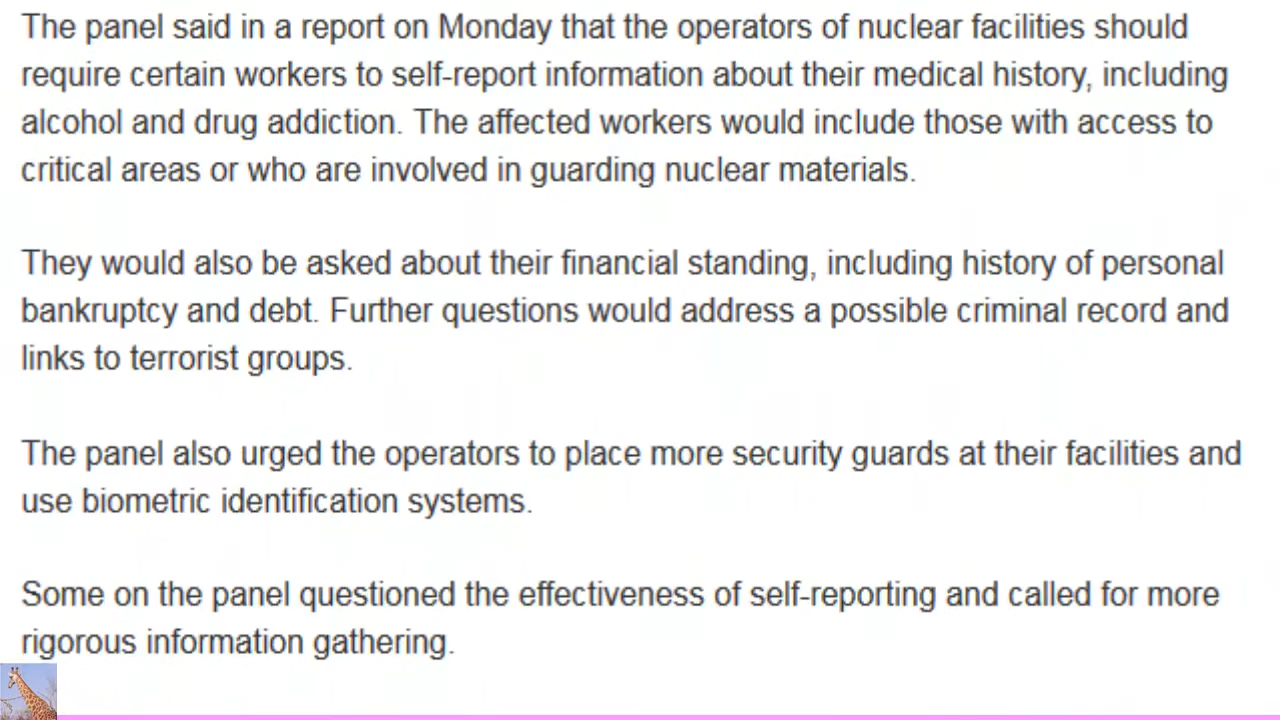 The panel said in a report on Monday that the operators of nuclear facilities should
require certain workers to self-report information about their medical history, including
alcohol and drug addiction. The affected workers would include those with access to
critical areas or who are involved in guarding nuclear materials.
They would also be asked about their financial standing, including history of personal
bankruptcy and debt. Further questions would address a possible criminal record and
links to terrorist groups.
The panel also urged the operators to place more security guards at their facilities and
use biometric identification systems.
Some on the panel questioned the effectiveness of self-reporting and called for more
rigorous information gathering.